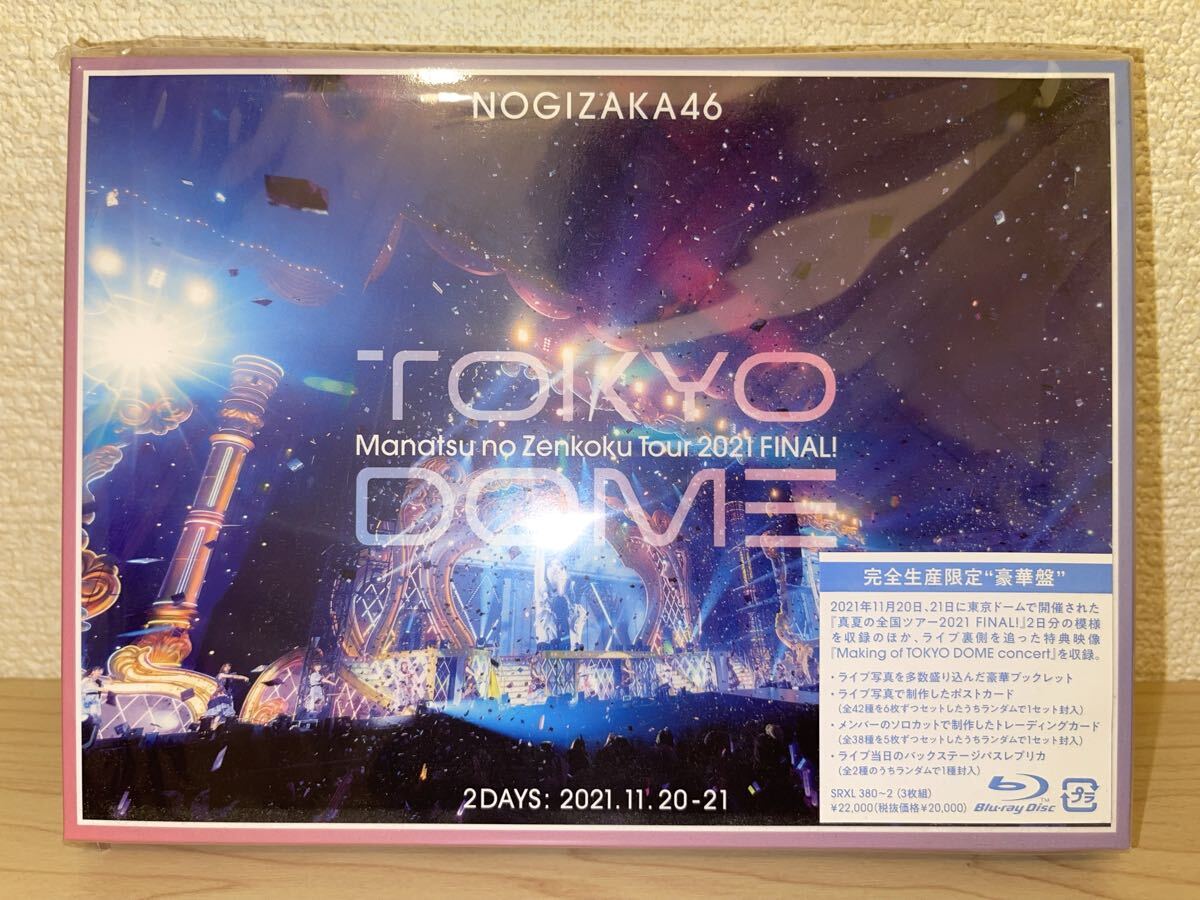 NOGIZAKA46
TOKYO
Manatsu no Zenkoku Tour 2021 FINAL!
DOME
2DAYS: 2021.11.20-21
完全生産限定“豪華盤”
2021年11月20日、21日に東京ドームで開催された
『真夏の全国ツアー2021 FINAL!』2日分の模様
を収録のほか、ライブ裏側を追った特典映像
『Making of TOKYO DOME concert』を収録。
・ライブ写真を多数盛り込んだ豪華ブックレット
・ライブ写真で制作したポストカード
(全42種を6枚ずつセットしたうちランダムで1セット封入)
・メンバーのソロカットで制作したトレーディングカード
(全38種を5枚ずつセットしたうちランダムで1セット封入)
・ライブ当日のバックステージパスレプリカ
(全2種のうちランダムで1種封入)
SRXL 380~2 (3枚組)
¥22,000(税抜価格¥20,000)
Blu-ray Disc™
プラ